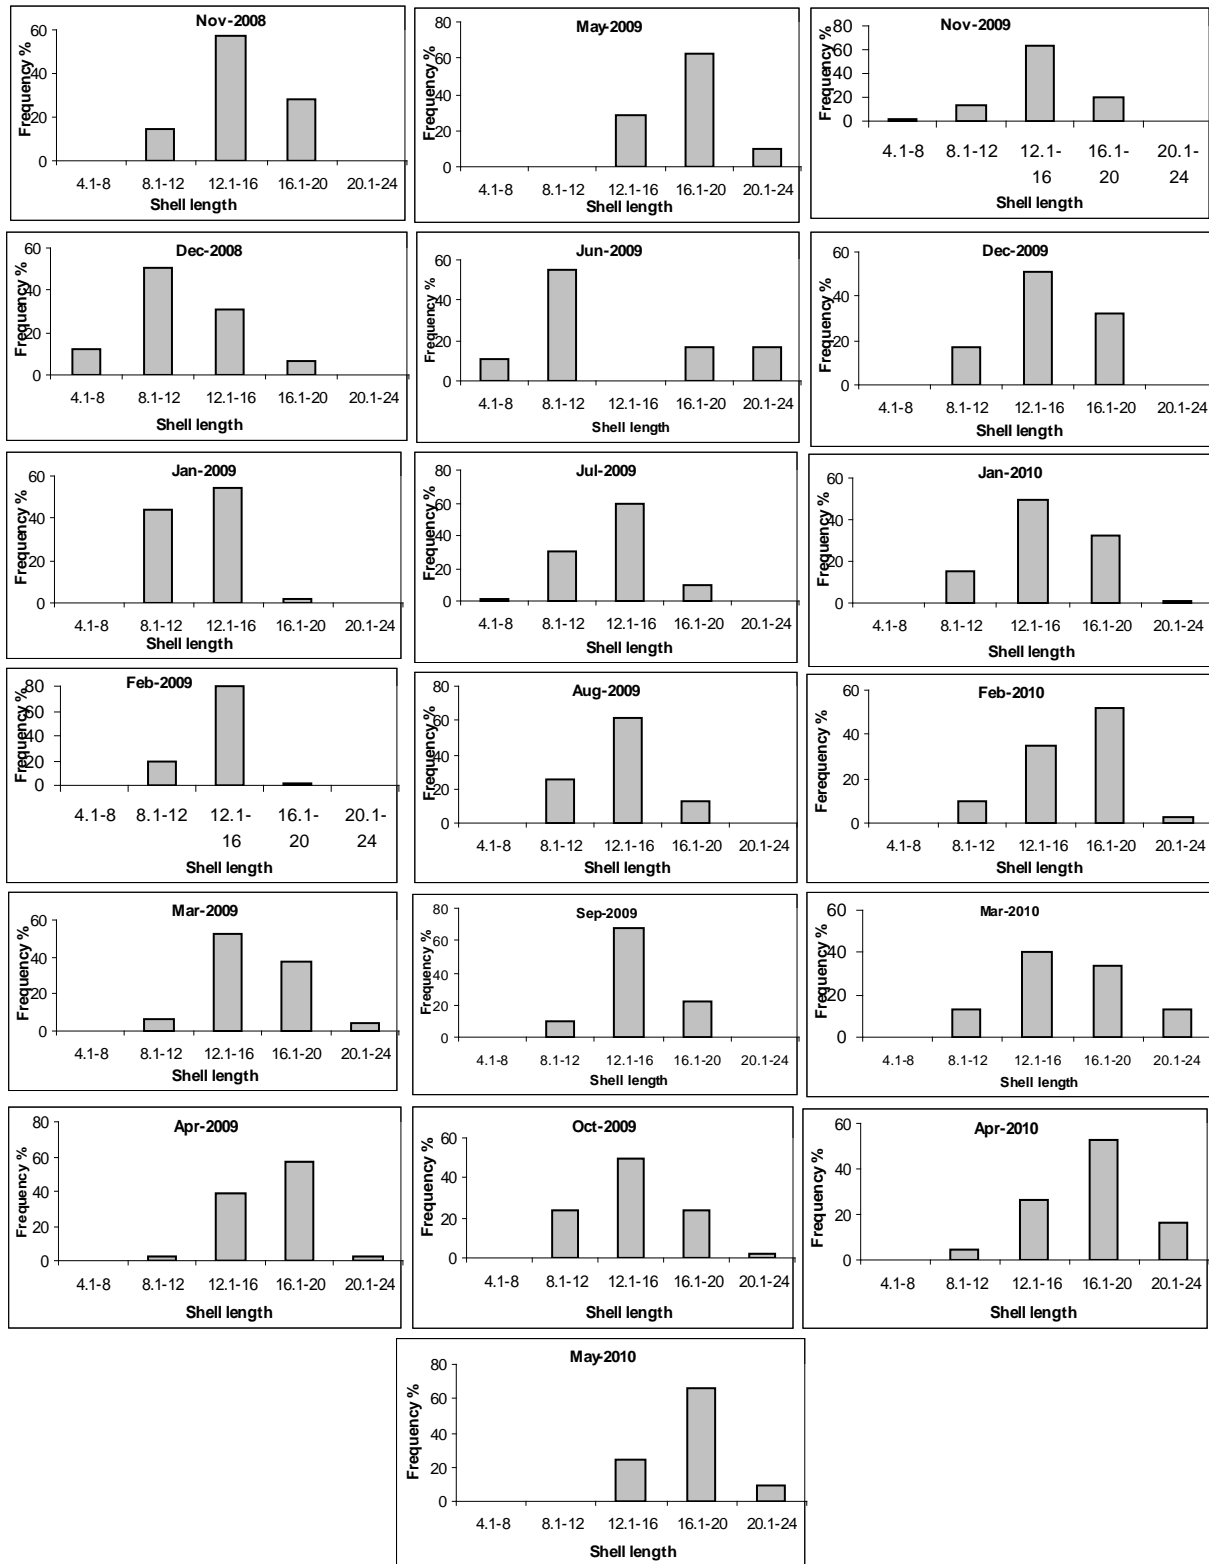 Nov-2008
Frequency %
60
40
20
0
4.1-8 8.1-12 12.1-16 16.1-20 20.1-24
Shell length
May-2009
Frequency %
80
60
40
20
0
4.1-8 8.1-12 12.1-16 16.1-20 20.1-24
Shell length
Nov-2009
Frequency %
80
60
40
20
0
4.1-8 8.1-12 12.1- 16.1- 20.1-
16 20 24
Shell length
Dec-2008
Frequency %
60
40
20
0
4.1-8 8.1-12 12.1-16 16.1-20 20.1-24
Shell length
Jun-2009
Frequency %
60
40
20
0
4.1-8 8.1-12 12.1-16 16.1-20 20.1-24
Shell length
Dec-2009
Frequency %
60
40
20
0
4.1-8 8.1-12 12.1-16 16.1-20 20.1-24
Shell length
Jan-2009
Frequency %
60
40
20
0
4.1-8 8.1-12 12.1-16 16.1-20 20.1-24
Shell length
Jul-2009
Frequency %
80
60
40
20
0
4.1-8 8.1-12 12.1-16 16.1-20 20.1-24
Shell length
Jan-2010
Frequency %
60
40
20
0
4.1-8 8.1-12 12.1-16 16.1-20 20.1-24
Shell length
Feb-2009
Frequency %
80
60
40
20
0
4.1-8 8.1-12 12.1- 16.1- 20.1-
16 20 24
Shell length
Aug-2009
Frequency %
80
60
40
20
0
4.1-8 8.1-12 12.1-16 16.1-20 20.1-24
Shell length
Feb-2010
Ferequency %
60
40
20
0
4.1-8 8.1-12 12.1-16 16.1-20 20.1-24
Shell length
Mar-2009
Frequency %
60
40
20
0
4.1-8 8.1-12 12.1-16 16.1-20 20.1-24
Shell length
Sep-2009
Frequency %
80
60
40
20
0
4.1-8 8.1-12 12.1-16 16.1-20 20.1-24
Shell length
Mar-2010
Frequency %
60
40
20
0
4.1-8 8.1-12 12.1-16 16.1-20 20.1-24
Shell length
Apr-2009
Frequency %
80
60
40
20
0
4.1-8 8.1-12 12.1-16 16.1-20 20.1-24
Shell length
Oct-2009
Frequency %
60
40
20
0
4.1-8 8.1-12 12.1-16 16.1-20 20.1-24
Shell length
Apr-2010
Frequency %
60
40
20
0
4.1-8 8.1-12 12.1-16 16.1-20 20.1-24
Shell length
May-2010
Frequency %
80
60
40
20
0
4.1-8 8.1-12 12.1-16 16.1-20 20.1-24
Shell length